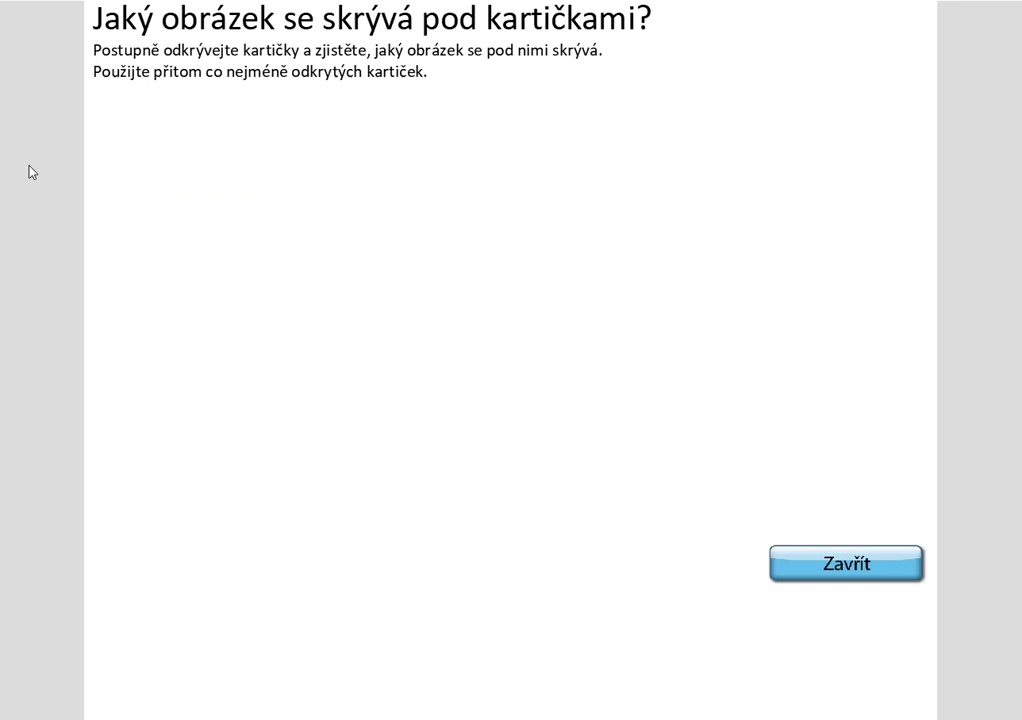 Jaký obrázek se skrývá pod kartičkami?
Postupně odkrývejte kartičky a zjistěte, jaký obrázek se pod nimi skrývá.
Použijte přitom co nejméně odkrytých kartiček.
Zavřít